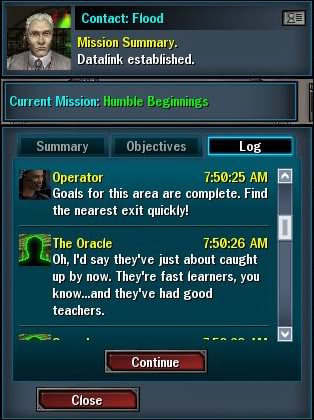 Contact: Flood
Mission Summary.
Datalink established.
Current Mission: Humble Beginnings
Summary
Objectives
Log
Operator 7:50:25 AM
Goals for this area are complete. Find
the nearest exit quickly!
The Oracle 7:50:26 AM
Oh, I'd say they've just about caught
up by now. They're fast learners, you
know...and they've had good
teachers.
Continue
Close